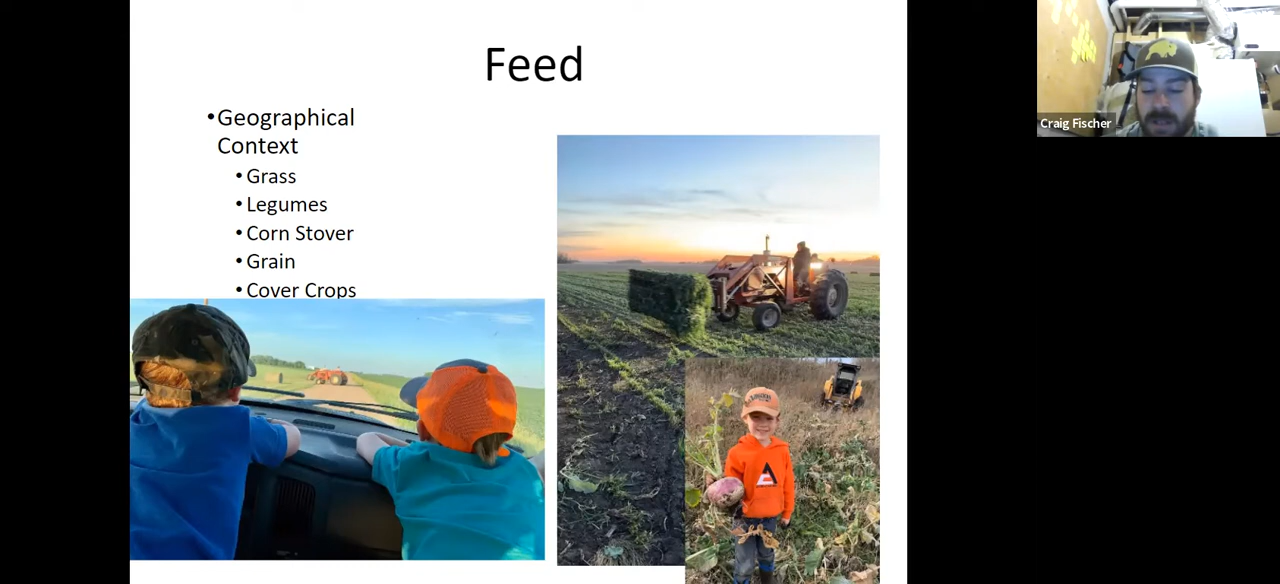 Feed
•Geographical
Context
•Grass
•Legumes
•Corn Stover
•Grain
•Cover Crops
Craig Fischer